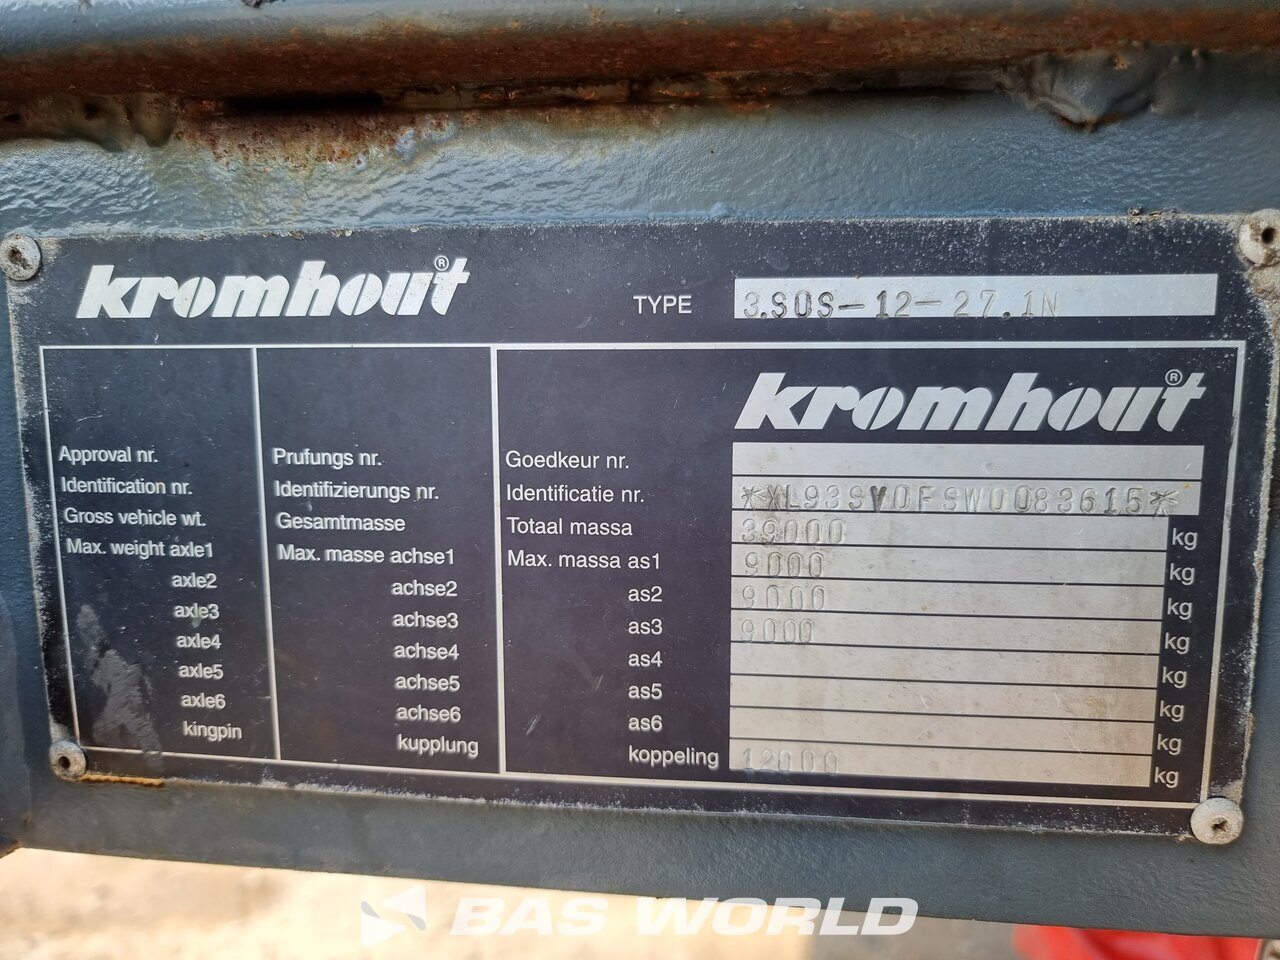 kromhout®
TYPE 3.SOS-12-27.1N
kromhout®
Approval nr. Prufungs nr. Goedkeur nr.
Identification nr. Identifizierungs nr. Identificatie nr. *XL93SV0FSW0083615*
Gross vehicle wt. Gesamtmasse Totaal massa 39000 kg
Max. weight axle1 Max. masse achse1 Max. massa as1 9000 kg
axle2 achse2 as2 9000 kg
axle3 achse3 as3 9000 kg
axle4 achse4 as4 kg
axle5 achse5 as5 kg
axle6 achse6 as6 kg
kingpin kupplung koppeling 12000 kg
BAS WORLD